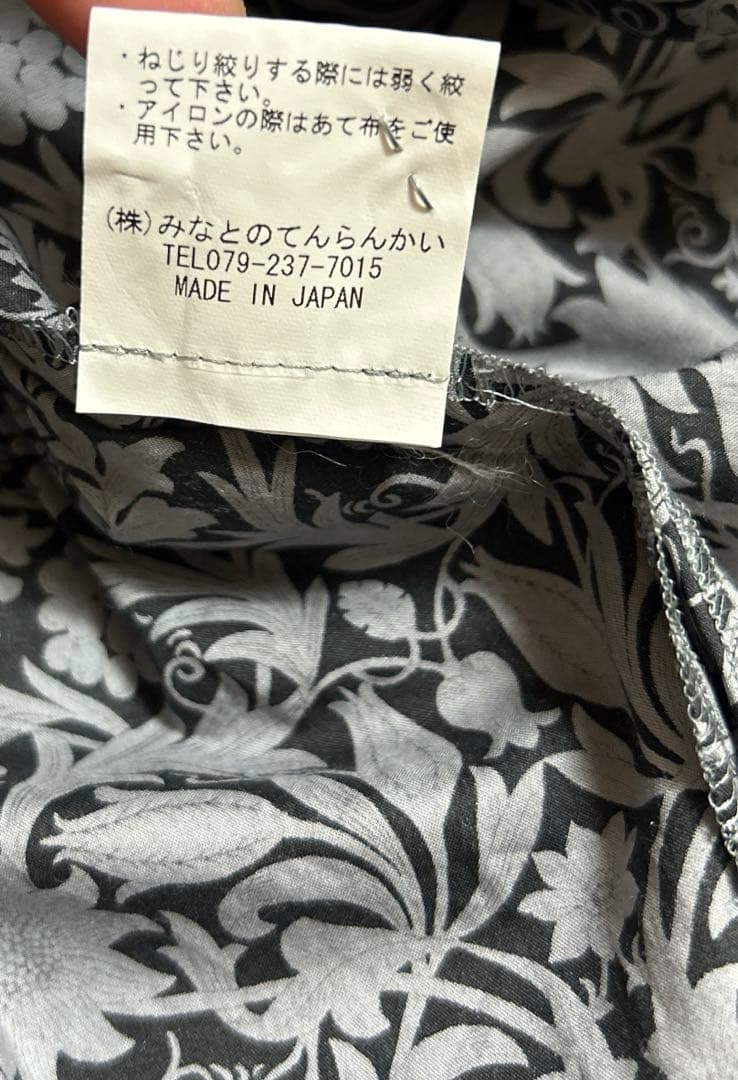 ・ねじり絞りする際には弱く絞
って下さい。
・アイロンの際はあて布をご使
用下さい。
(株)みなとのてんらんかい
TEL079-237-7015
MADE IN JAPAN